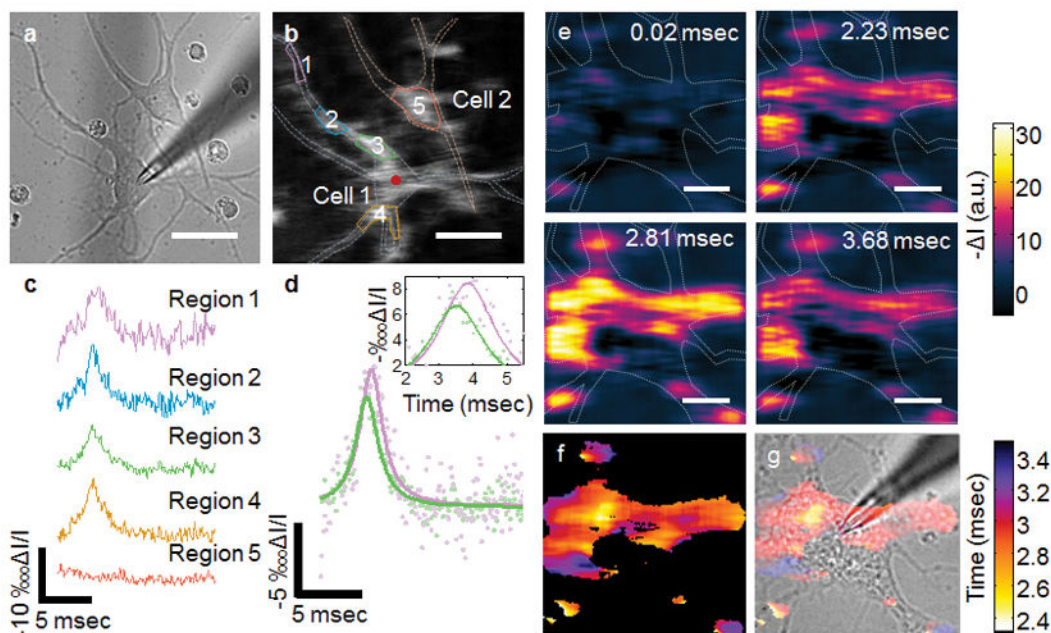 a
b
1
2
3
4
5
Cell 2
Cell 1
c
Region 1
Region 2
Region 3
Region 4
Region 5
-10 ‱ΔI/I
5 msec
d
-5 ‱ΔI/I
5 msec
-‱ΔI/I
8
6
4
2
2 3 4 5
Time (msec)
e
0.02 msec
2.23 msec
2.81 msec
3.68 msec
-ΔI (a.u.)
30
20
10
0
f
g
Time (msec)
3.4
3.2
3.0
2.8
2.6
2.4